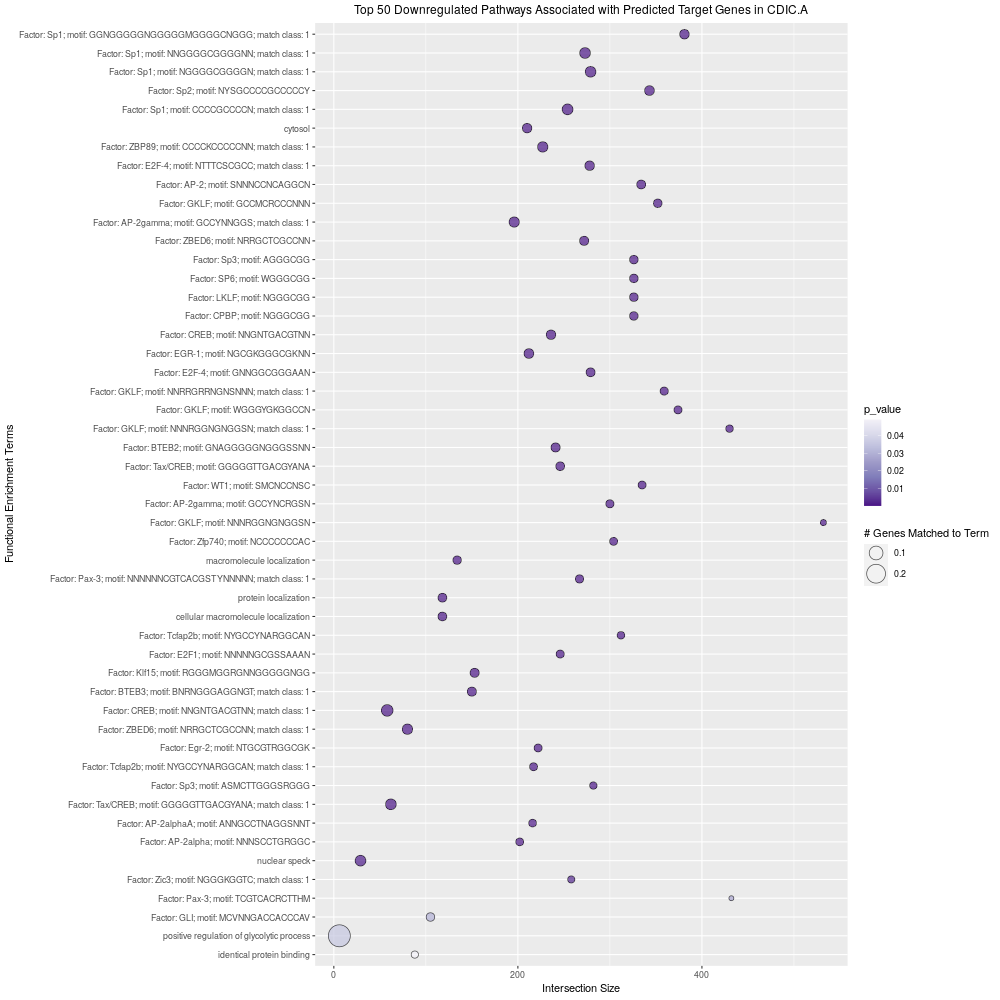 Top 50 Downregulated Pathways Associated with Predicted Target Genes in CDIC.A
Factor: Sp1; motif: GGNGGGGGNGGGGGMGGGGCNGGG; match class: 1
Factor: Sp1; motif: NNGGGGCGGGGNN; match class: 1
Factor: Sp1; motif: NGGGGCGGGGN; match class: 1
Factor: Sp2; motif: NYSGCCCCGCCCCCY
Factor: Sp1; motif: CCCCGCCCCN; match class: 1
cytosol
Factor: ZBP89; motif: CCCCKCCCCCNN; match class: 1
Factor: E2F-4; motif: NTTTCSCGCC; match class: 1
Factor: AP-2; motif: SNNNCCNCAGGCN
Factor: GKLF; motif: GCCMCRCCCNNN
Factor: AP-2gamma; motif: GCCYNNGGS; match class: 1
Factor: ZBED6; motif: NRRGCTCGCCNN
Factor: Sp3; motif: AGGGCGG
Factor: SP6; motif: WGGGCGG
Factor: LKLF; motif: NGGGCGG
Factor: CPBP; motif: NGGGCGG
Factor: CREB; motif: NNGNTGACGTNN
Factor: EGR-1; motif: NGCGKGGGCGKNN
Factor: E2F-4; motif: GNNGGCGGGAAN
Factor: GKLF; motif: NNRRGRRNGNSNNN; match class: 1
Factor: GKLF; motif: WGGGYGKGGCCN
Factor: GKLF; motif: NNNRGGNGNGGSN; match class: 1
Factor: BTEB2; motif: GNAGGGGGNGGGSSNN
Factor: Tax/CREB; motif: GGGGGTTGACGYANA
Factor: WT1; motif: SMCNCCNSC
Factor: AP-2gamma; motif: GCCYNCRGSN
Factor: GKLF; motif: NNNRGGNGNGGSN
Factor: Zfp740; motif: NCCCCCCCAC
macromolecule localization
Factor: Pax-3; motif: NNNNNNCGTCACGSTYNNNNN; match class: 1
protein localization
cellular macromolecule localization
Factor: Tcfap2b; motif: NYGCCYNARGGCAN
Factor: E2F1; motif: NNNNNGCGSSAAAN
Factor: Klf15; motif: RGGGMGGRGNNGGGGGNGG
Factor: BTEB3; motif: BNRNGGGAGGNGT; match class: 1
Factor: CREB; motif: NNGNTGACGTNN; match class: 1
Factor: ZBED6; motif: NRRGCTCGCCNN; match class: 1
Factor: Egr-2; motif: NTGCGTRGGCGK
Factor: Tcfap2b; motif: NYGCCYNARGGCAN; match class: 1
Factor: Sp3; motif: ASMCTTGGGSRGGG
Factor: Tax/CREB; motif: GGGGGTTGACGYANA; match class: 1
Factor: AP-2alphaA; motif: ANNGCCTNAGGSNNT
Factor: AP-2alpha; motif: NNNSCCTGRGGC
nuclear speck
Factor: Zic3; motif: NGGGKGGTC; match class: 1
Factor: Pax-3; motif: TCGTCACRCTTHM
Factor: GLI; motif: MCVNNGACCACCCAV
positive regulation of glycolytic process
identical protein binding
0 200 400
Intersection Size
Functional Enrichment Terms
p_value
0.04
0.03
0.02
0.01
# Genes Matched to Term
0.1
0.2